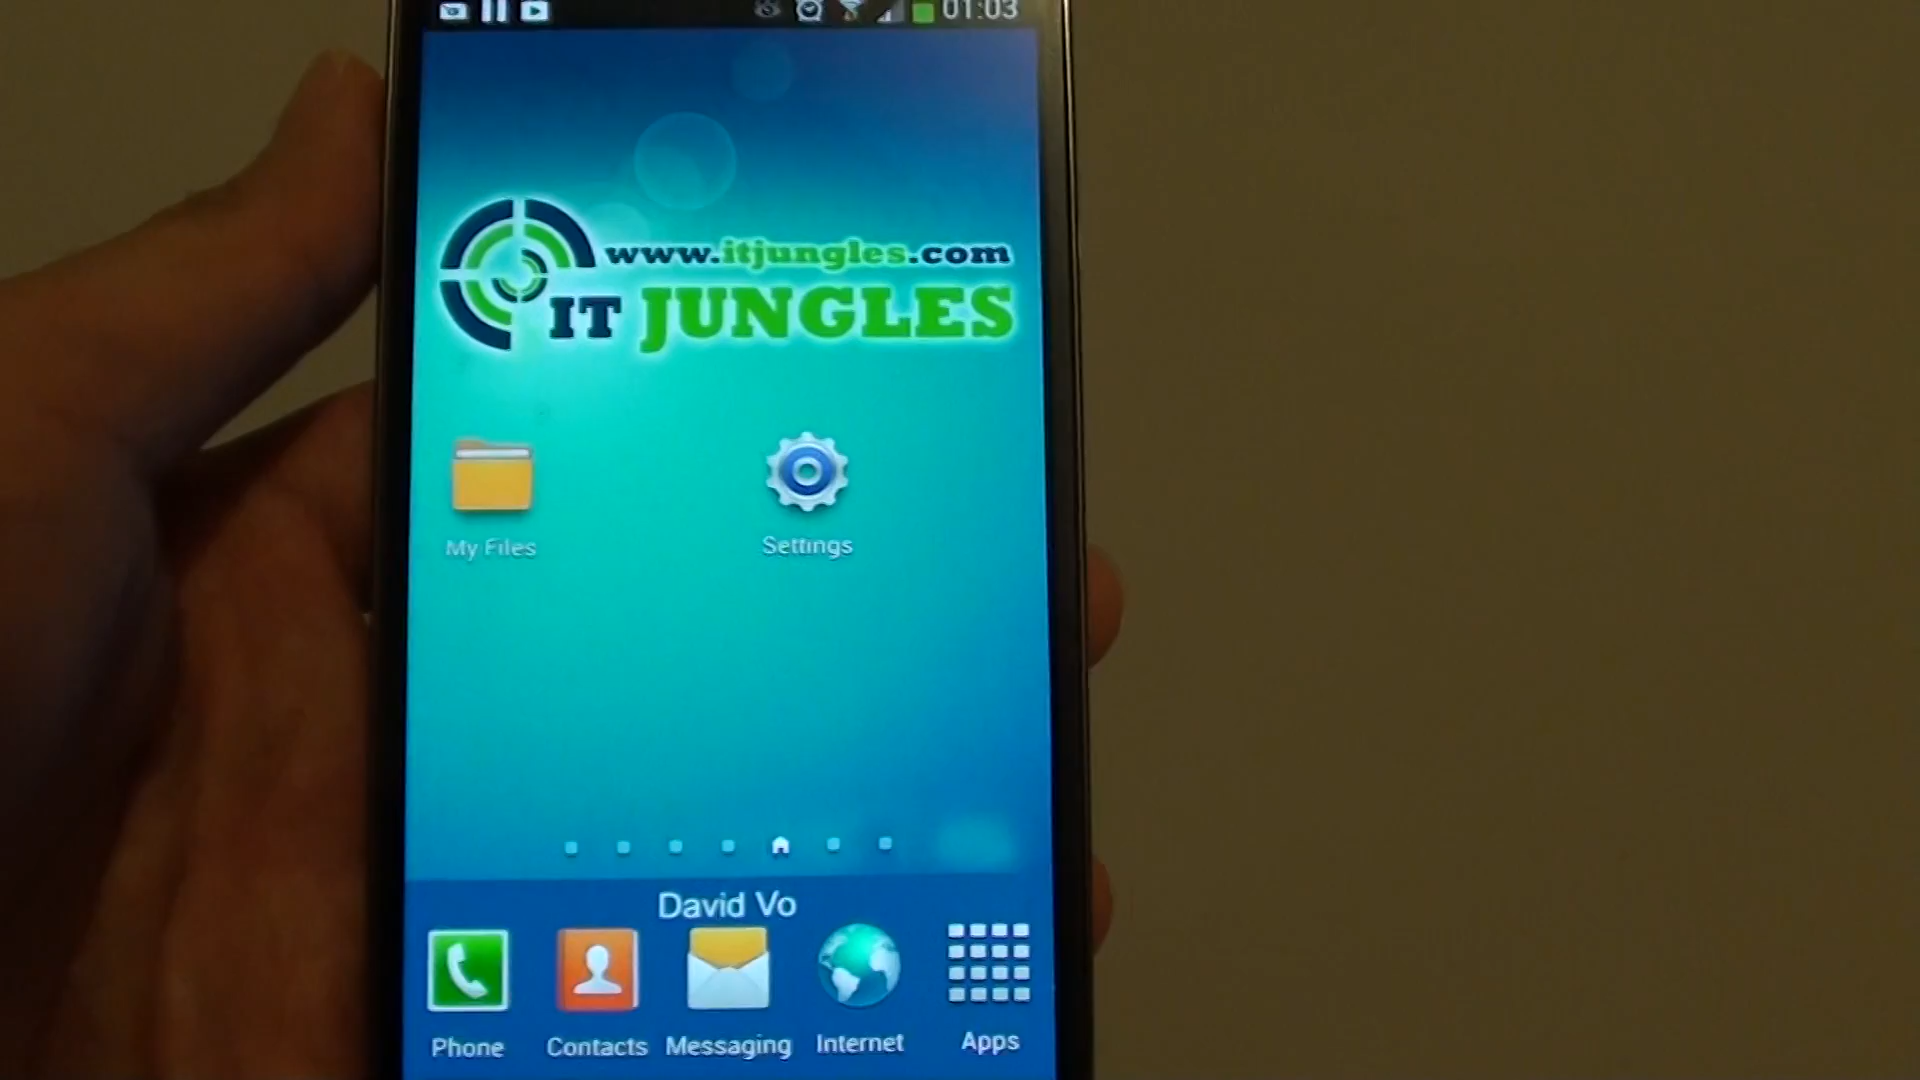 01:03
www.itjungles.com
IT JUNGLES
My Files
Settings
David Vo
Phone
Contacts
Messaging
Internet
Apps